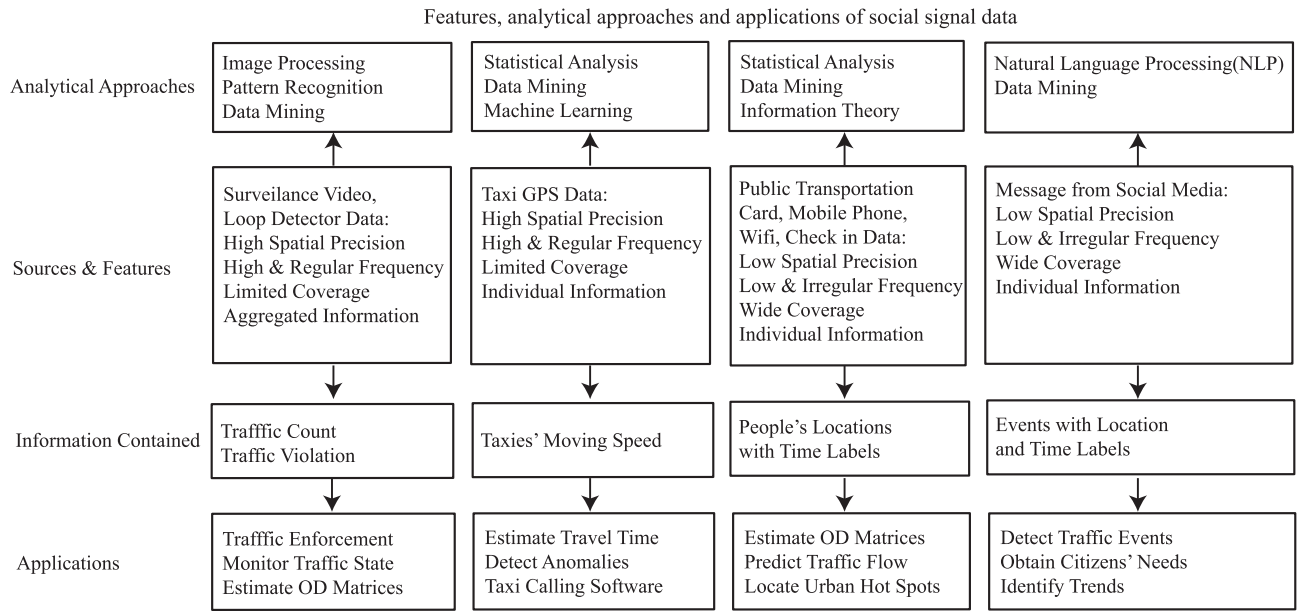 Features, analytical approaches and applications of social signal data
Analytical Approaches
Image Processing
Pattern Recognition
Data Mining
Statistical Analysis
Data Mining
Machine Learning
Statistical Analysis
Data Mining
Information Theory
Natural Language Processing(NLP)
Data Mining
Sources & Features
Surveilance Video,
Loop Detector Data:
High Spatial Precision
High & Regular Frequency
Limited Coverage
Aggregated Information
Taxi GPS Data:
High Spatial Precision
High & Regular Frequency
Limited Coverage
Individual Information
Public Transportation
Card, Mobile Phone,
Wifi, Check in Data:
Low Spatial Precision
Low & Irregular Frequency
Wide Coverage
Individual Information
Message from Social Media:
Low Spatial Precision
Low & Irregular Frequency
Wide Coverage
Individual Information
Information Contained
Trafffic Count
Traffic Violation
Taxies’ Moving Speed
People’s Locations
with Time Labels
Events with Location
and Time Labels
Applications
Trafffic Enforcement
Monitor Traffic State
Estimate OD Matrices
Estimate Travel Time
Detect Anomalies
Taxi Calling Software
Estimate OD Matrices
Predict Traffic Flow
Locate Urban Hot Spots
Detect Traffic Events
Obtain Citizens’ Needs
Identify Trends